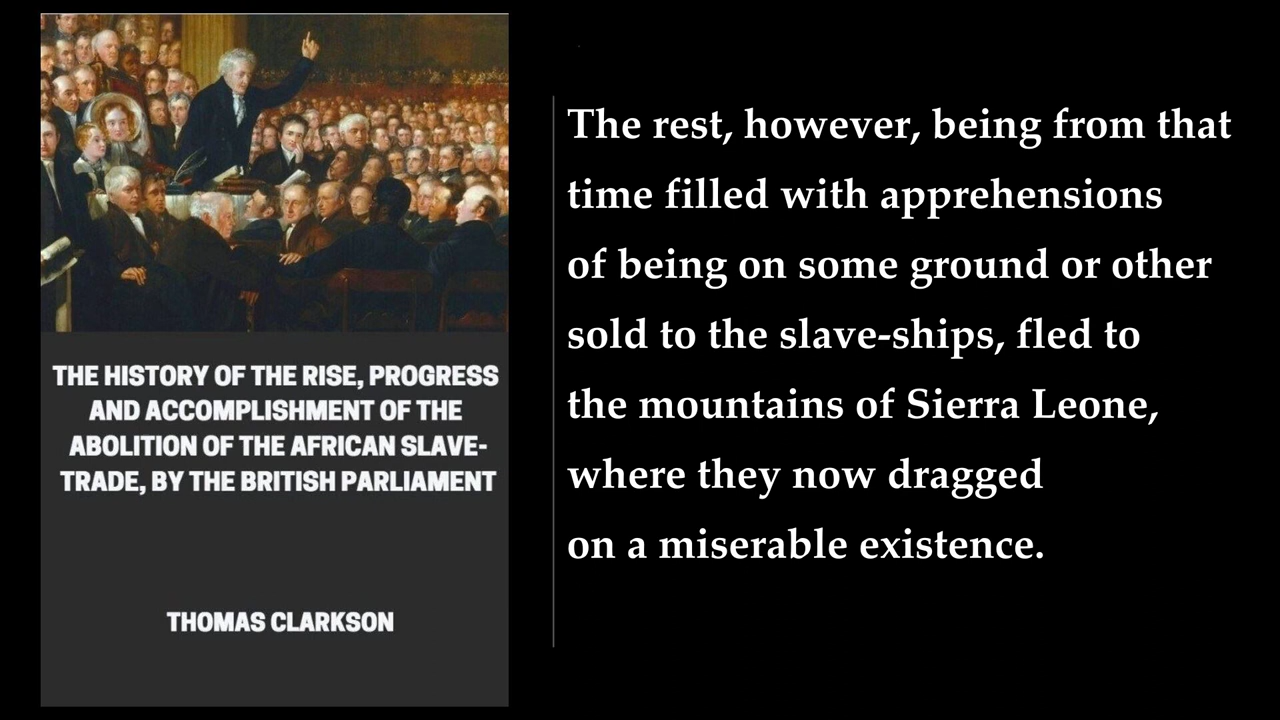 THE HISTORY OF THE RISE, PROGRESS
AND ACCOMPLISHMENT OF THE
ABOLITION OF THE AFRICAN SLAVE-
TRADE, BY THE BRITISH PARLIAMENT
THOMAS CLARKSON
The rest, however, being from that
time filled with apprehensions
of being on some ground or other
sold to the slave-ships, fled to
the mountains of Sierra Leone,
where they now dragged
on a miserable existence.